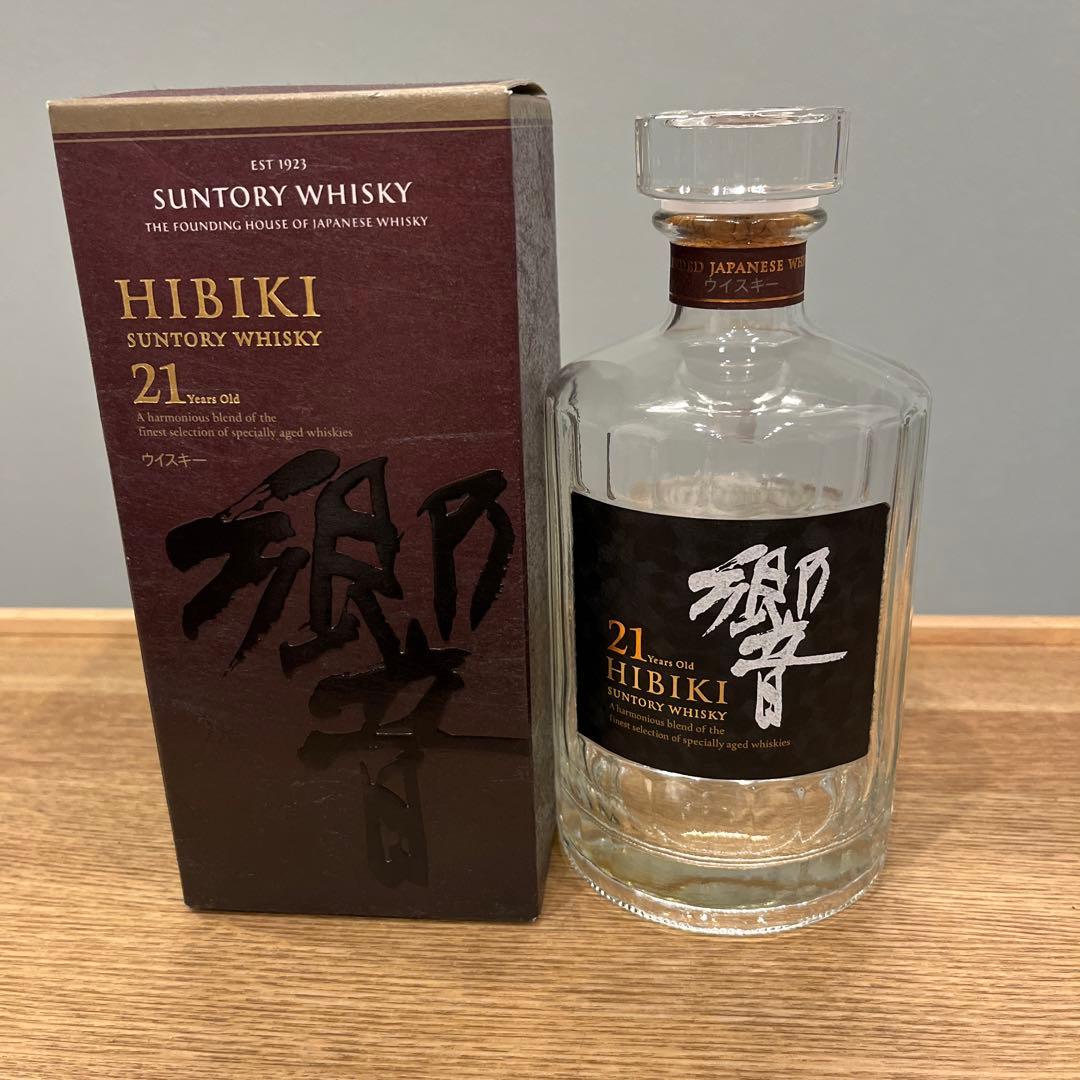 EST 1923
SUNTORY WHISKY
THE FOUNDING HOUSE OF JAPANESE WHISKY
HIBIKI
SUNTORY WHISKY
21 Years Old
A harmonious blend of the
finest selection of specially aged whiskies
ウイスキー
響
JAPANESE
ウイスキー
響
21 Years Old
HIBIKI
SUNTORY WHISKY
A harmonious blend of the
finest selection of specially aged whiskies